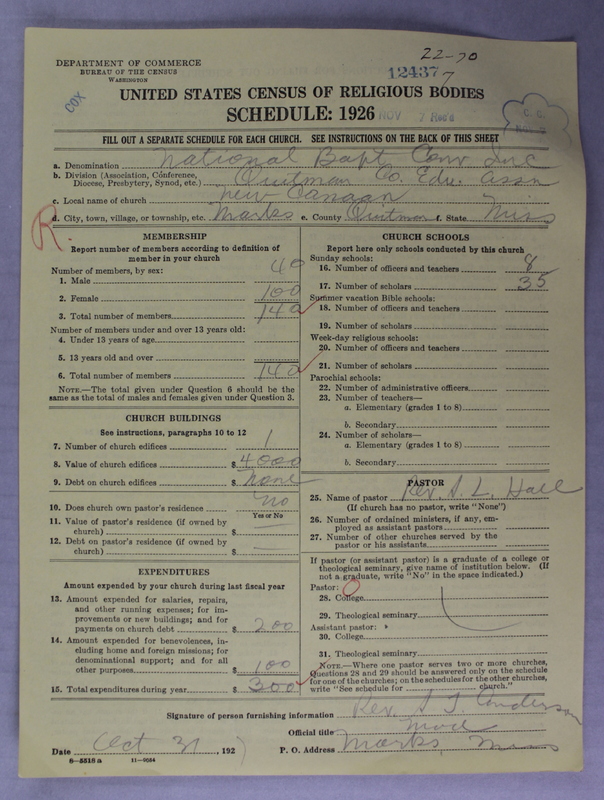 22-70
DEPARTMENT OF COMMERCE
BUREAU OF THE CENSUS
WASHINGTON
12437 7
COX
UNITED STATES CENSUS OF RELIGIOUS BODIES
SCHEDULE: 1926
NOV 7 Rec'd
FILL OUT A SEPARATE SCHEDULE FOR EACH CHURCH. SEE INSTRUCTIONS ON THE BACK OF THIS SHEET
a. Denomination National Bapt Conv Inc
b. Division (Association, Conference, Diocese, Presbytery, Synod, etc.) Quitman Co. Edu. Assn
c. Local name of church New Canaan
d. City, town, village, or township, etc. Marks e. County Quitman f. State Miss
R
MEMBERSHIP
Report number of members according to definition of
member in your church
Number of members, by sex:
1. Male 40
2. Female 100
3. Total number of members 140
Number of members under and over 13 years old:
4. Under 13 years of age
5. 13 years old and over
6. Total number of members 140
NOTE.—The total given under Question 6 should be
same as the total of males and females given under Question 3.
CHURCH BUILDINGS
See instructions, paragraphs 10 to 12
7. Number of church edifices 1
8. Value of church edifices $ 4000
9. Debt on church edifices $ None
10. Does church own pastor's residence No
Yes or No
11. Value of pastor's residence (if owned by
church) $
12. Debt on pastor's residence (if owned by
church) $
EXPENDITURES
Amount expended by your church during last fiscal year
13. Amount expended for salaries, repairs,
and other running expenses; for im-
provements or new buildings; and for
payments on church debt $ 200
14. Amount expended for benevolences, in-
cluding home and foreign missions; for
denominational support; and for all
other purposes $ 100
15. Total expenditures during year $ 300
CHURCH SCHOOLS
Report here only schools conducted by this church
Sunday schools:
16. Number of officers and teachers 8
17. Number of scholars 35
Summer vacation Bible schools:
18. Number of officers and teachers
19. Number of scholars
Week-day religious schools:
20. Number of officers and teachers
21. Number of scholars
Parochial schools:
22. Number of administrative officers
23. Number of teachers—
a. Elementary (grades 1 to 8)
b. Secondary
24. Number of scholars—
a. Elementary (grades 1 to 8)
b. Secondary
PASTOR
25. Name of pastor Rev. S. L. Hall
(If church has no pastor, write "None")
26. Number of ordained ministers, if any, em-
ployed as assistant pastors
27. Number of other churches served by the
pastor or his assistants
If pastor (or assistant pastor) is a graduate of a college or
theological seminary, give name of institution below. (If
not a graduate, write "No" in the space indicated.)
Pastor:
28. College
29. Theological seminary
Assistant pastor:
30. College
31. Theological seminary
NOTE.—Where one pastor serves two or more churches,
Questions 28 and 29 should be answered only on the schedule
for one of the churches; on the schedules for the other churches,
write "See schedule for church."
Signature of person furnishing information Rev. S J Anderson
Official title Mod
Date Oct 31, 192 P. O. Address Marks, Miss
8-5518 a 11-9564